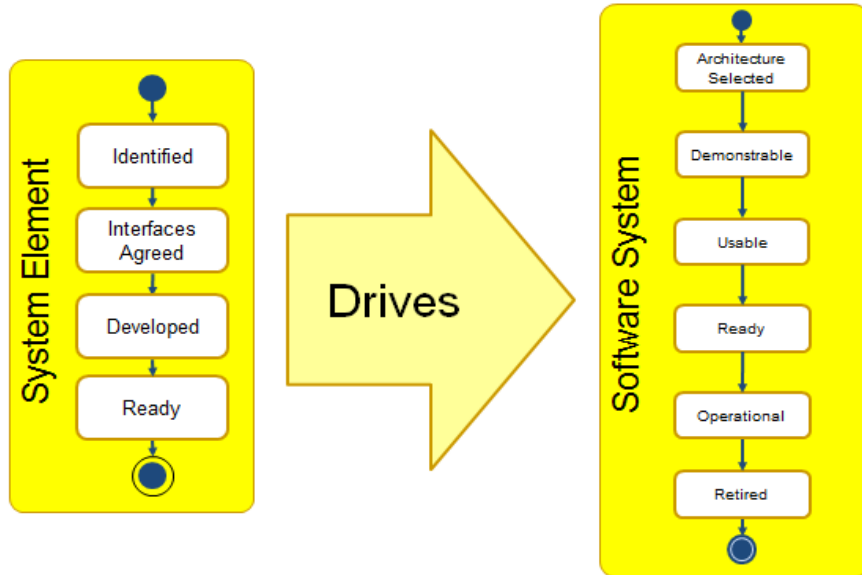 System Element
Identified
Interfaces
Agreed
Developed
Ready
Drives
Software System
Architecture
Selected
Demonstrable
Usable
Ready
Operational
Retired